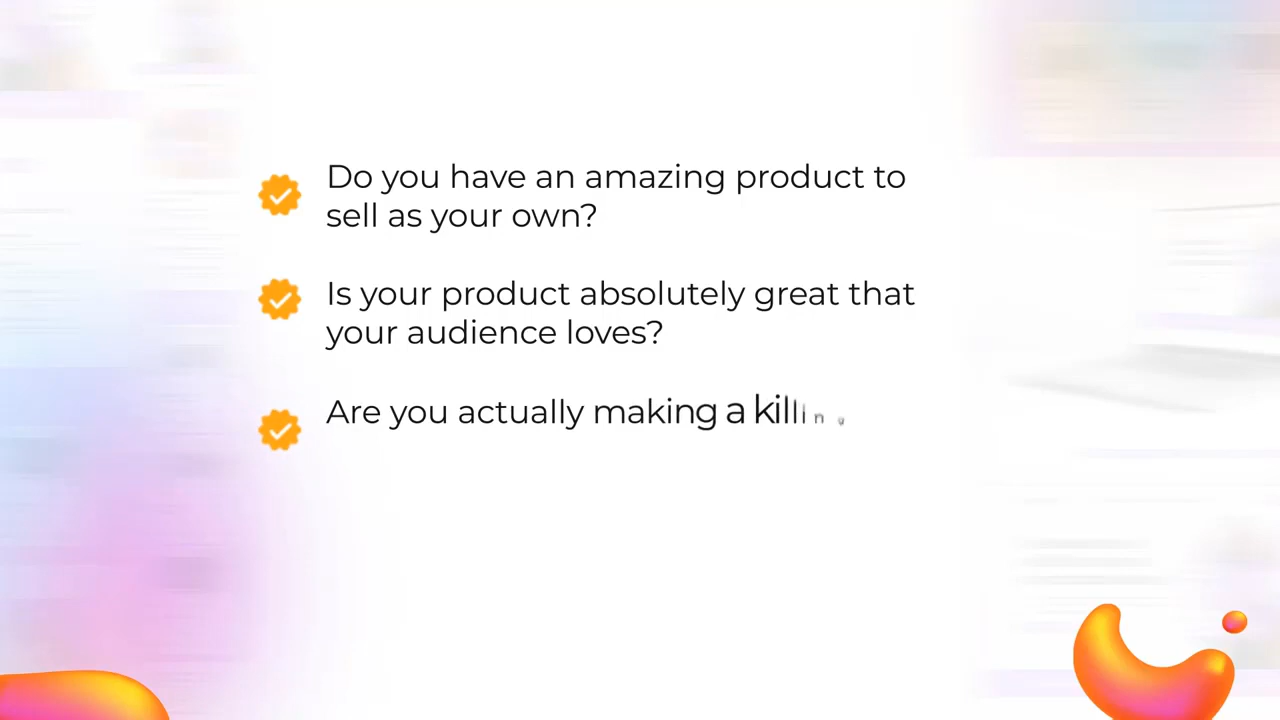 Do you have an amazing product to
sell as your own?
Is your product absolutely great that
your audience loves?
Are you actually making a killing